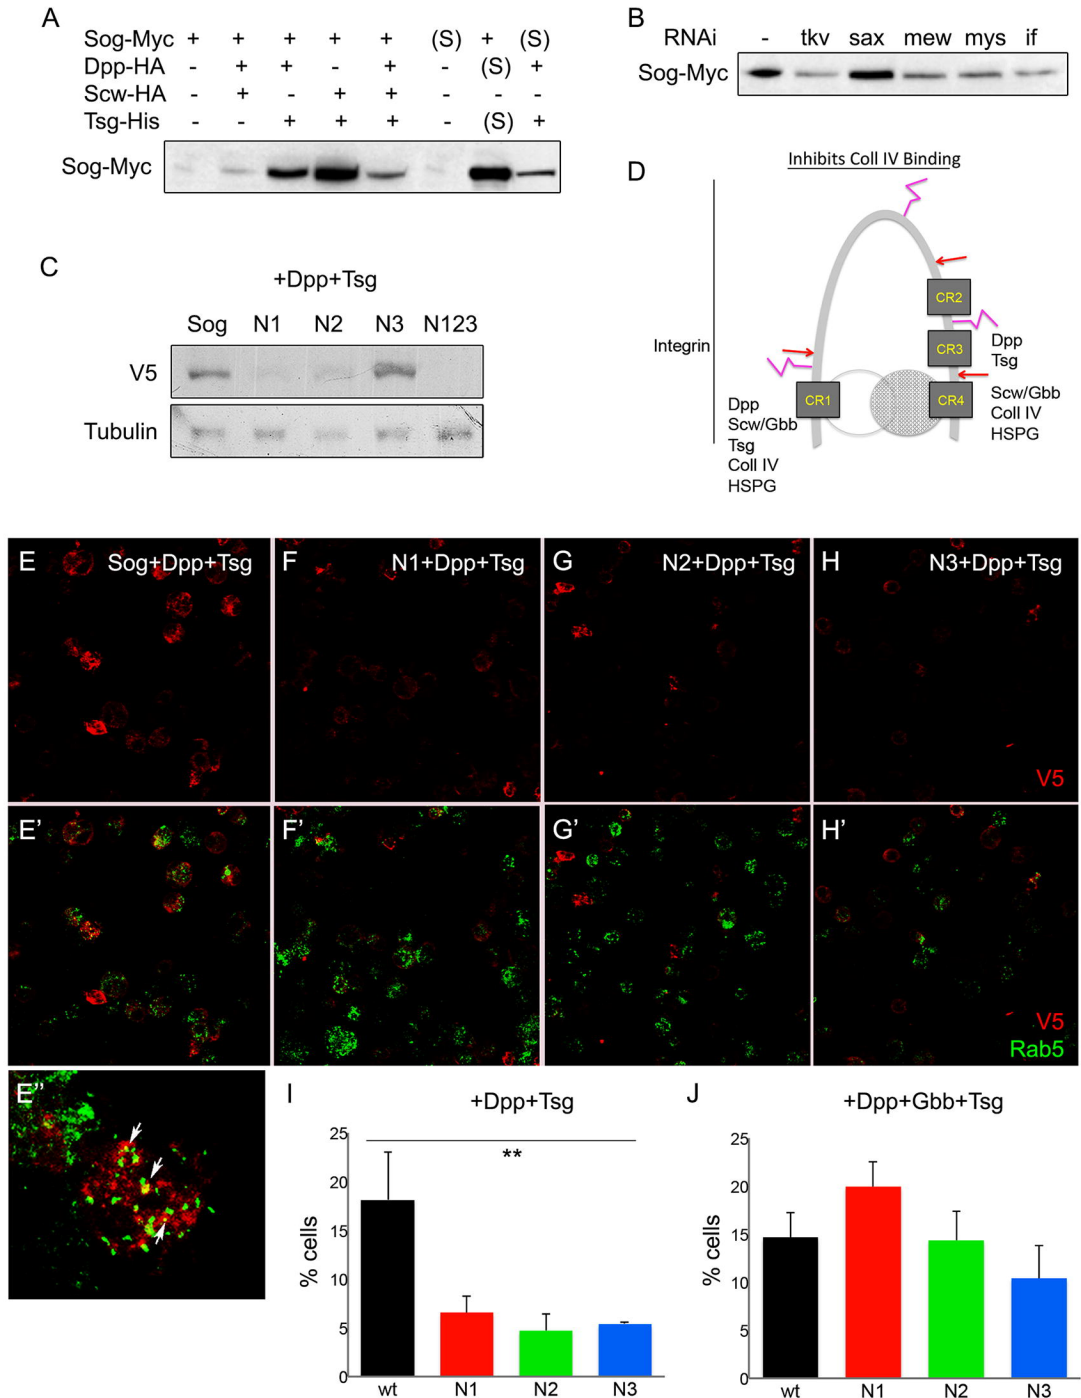 A
Sog-Myc + + + + + (S) + (S)
Dpp-HA - + + - + - (S) +
Scw-HA - + - + + - - -
Tsg-His - - + + + - (S) +
Sog-Myc
B
RNAi - tkv sax mew mys if
Sog-Myc
C
+Dpp+Tsg
Sog N1 N2 N3 N123
V5
Tubulin
D
Inhibits Coll IV Binding
Integrin
CR2
CR3
Dpp
Tsg
CR1
CR4
Dpp
Scw/Gbb
Tsg
Coll IV
HSPG
Scw/Gbb
Coll IV
HSPG
E Sog+Dpp+Tsg
F N1+Dpp+Tsg
G N2+Dpp+Tsg
H N3+Dpp+Tsg
V5
E'
F'
G'
H'
V5
Rab5
E''
I
+Dpp+Tsg
**
% cells
25
20
15
10
5
0
wt N1 N2 N3
J
+Dpp+Gbb+Tsg
% cells
25
20
15
10
5
0
wt N1 N2 N3